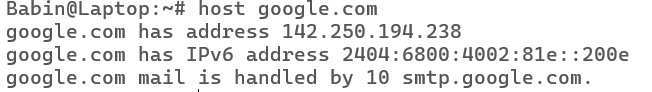 Babin@Laptop:~# host google.com
google.com has address 142.250.194.238
google.com has IPv6 address 2404:6800:4002:81e::200e
google.com mail is handled by 10 smtp.google.com.